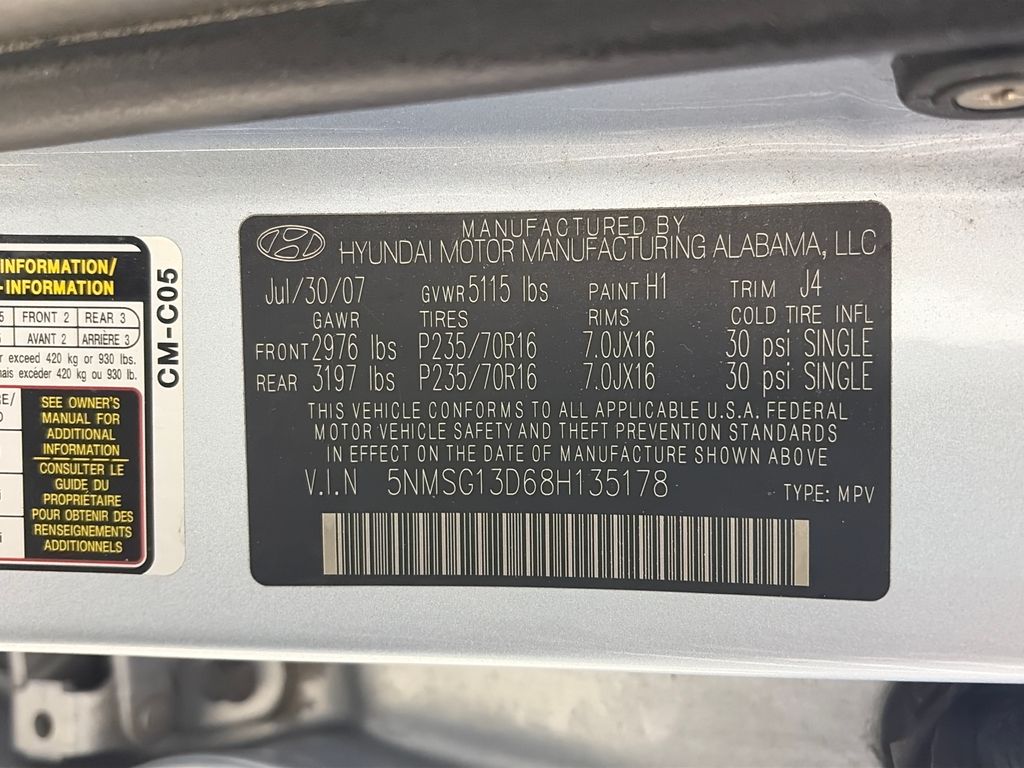 INFORMATION/
-INFORMATION
5 FRONT 2 REAR 3
5 AVANT 2 ARRIÈRE 3
r exceed 420 kg or 930 lbs.
mais excéder 420 kg ou 930 lb.
RE/
D
SEE OWNER'S
MANUAL FOR
ADDITIONAL
INFORMATION
CONSULTER LE
GUIDE DU
PROPRIÉTAIRE
POUR OBTENIR DES
RENSEIGNEMENTS
ADDITIONNELS
CM-C05
MANUFACTURED BY
HYUNDAI MOTOR MANUFACTURING ALABAMA, LLC
Jul/30/07 GVWR 5115 lbs PAINT H1 TRIM J4
GAWR TIRES RIMS COLD TIRE INFL
FRONT 2976 lbs P235/70R16 7.0JX16 30 psi SINGLE
REAR 3197 lbs P235/70R16 7.0JX16 30 psi SINGLE
THIS VEHICLE CONFORMS TO ALL APPLICABLE U.S.A. FEDERAL
MOTOR VEHICLE SAFETY AND THEFT PREVENTION STANDARDS
IN EFFECT ON THE DATE OF MANUFACTURE SHOWN ABOVE
V.I.N 5NMSG13D68H135178 TYPE: MPV